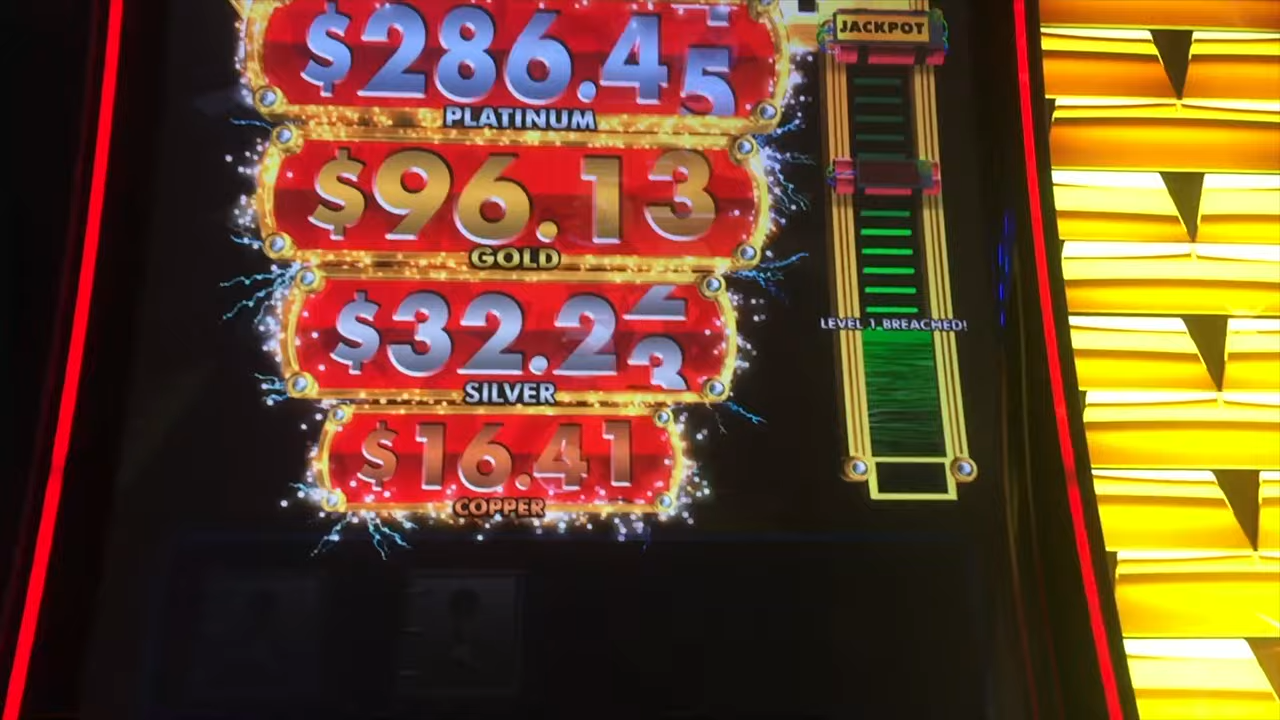 JACKPOT
$286.45
PLATINUM
$96.13
GOLD
$32.23
SILVER
LEVEL 1 BREACHED!
$16.41
COPPER